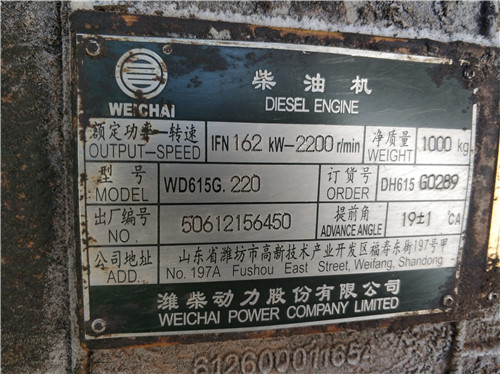 柴油机
WEICHAI DIESEL ENGINE
额定功率-转速 IFN 162 kW-2200 r/min 净质量 1000 kg
OUTPUT-SPEED WEIGHT
型号 WD615G. 220 订货号 DH615 G0289
MODEL ORDER
出厂编号 50612156450 提前角 19±1 °CA
NO. ADVANCE ANGLE
公司地址 山东省潍坊市高新技术产业开发区福寿东街197号甲
ADD. No. 197A Fushou East Street, Weifang, Shandong
潍柴动力股份有限公司
WEICHAI POWER COMPANY LIMITED
612600011654